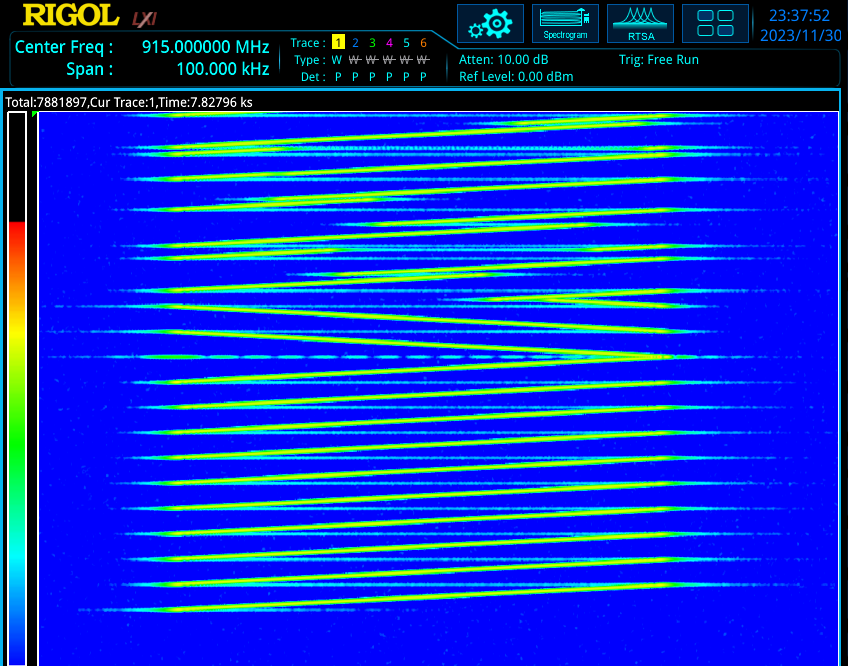 RIGOL LXI
Center Freq : 915.000000 MHz
Span : 100.000 kHz
Trace : 1 2 3 4 5 6
Type : W W W W W W
Det : P P P P P P
Spectrogram
RTSA
23:37:52
2023/11/30
Atten: 10.00 dB
Trig: Free Run
Ref Level: 0.00 dBm
Total:7881897,Cur Trace:1,Time:7.82796 ks